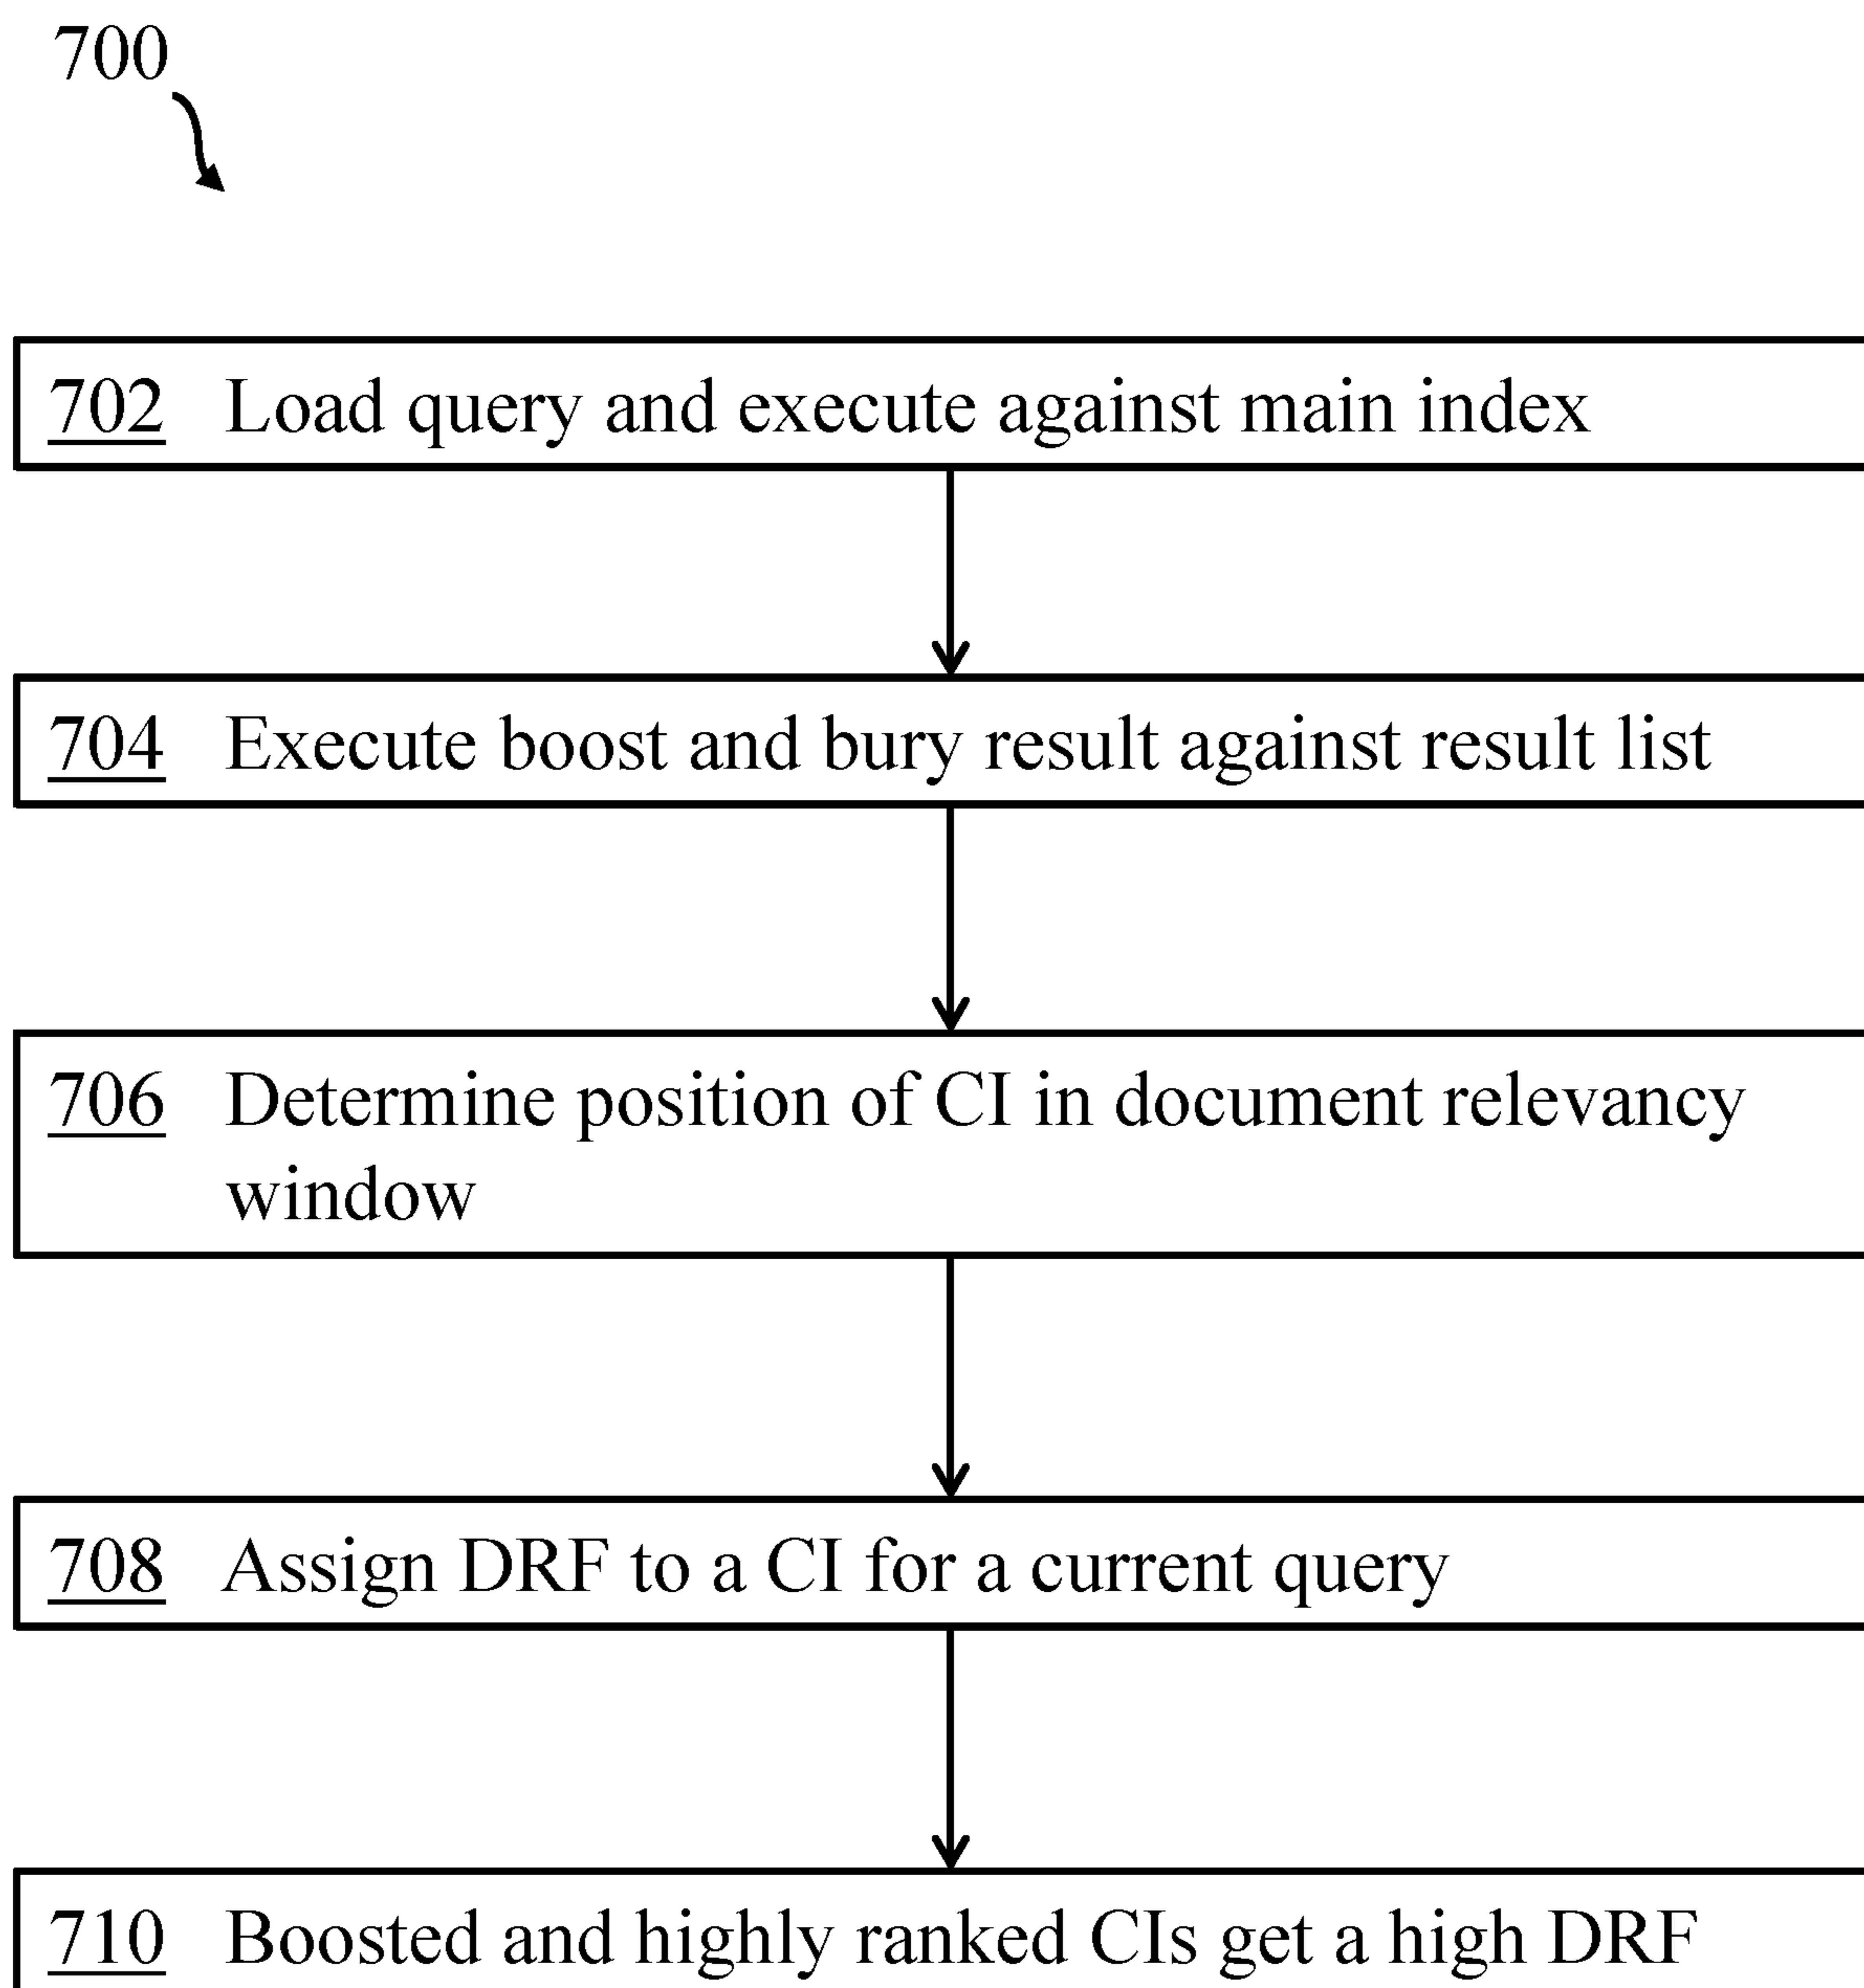 700
702 Load query and execute against main index
704 Execute boost and bury result against result list
706 Determine position of CI in document relevancy
window
708 Assign DRF to a CI for a current query
710 Boosted and highly ranked CIs get a high DRF